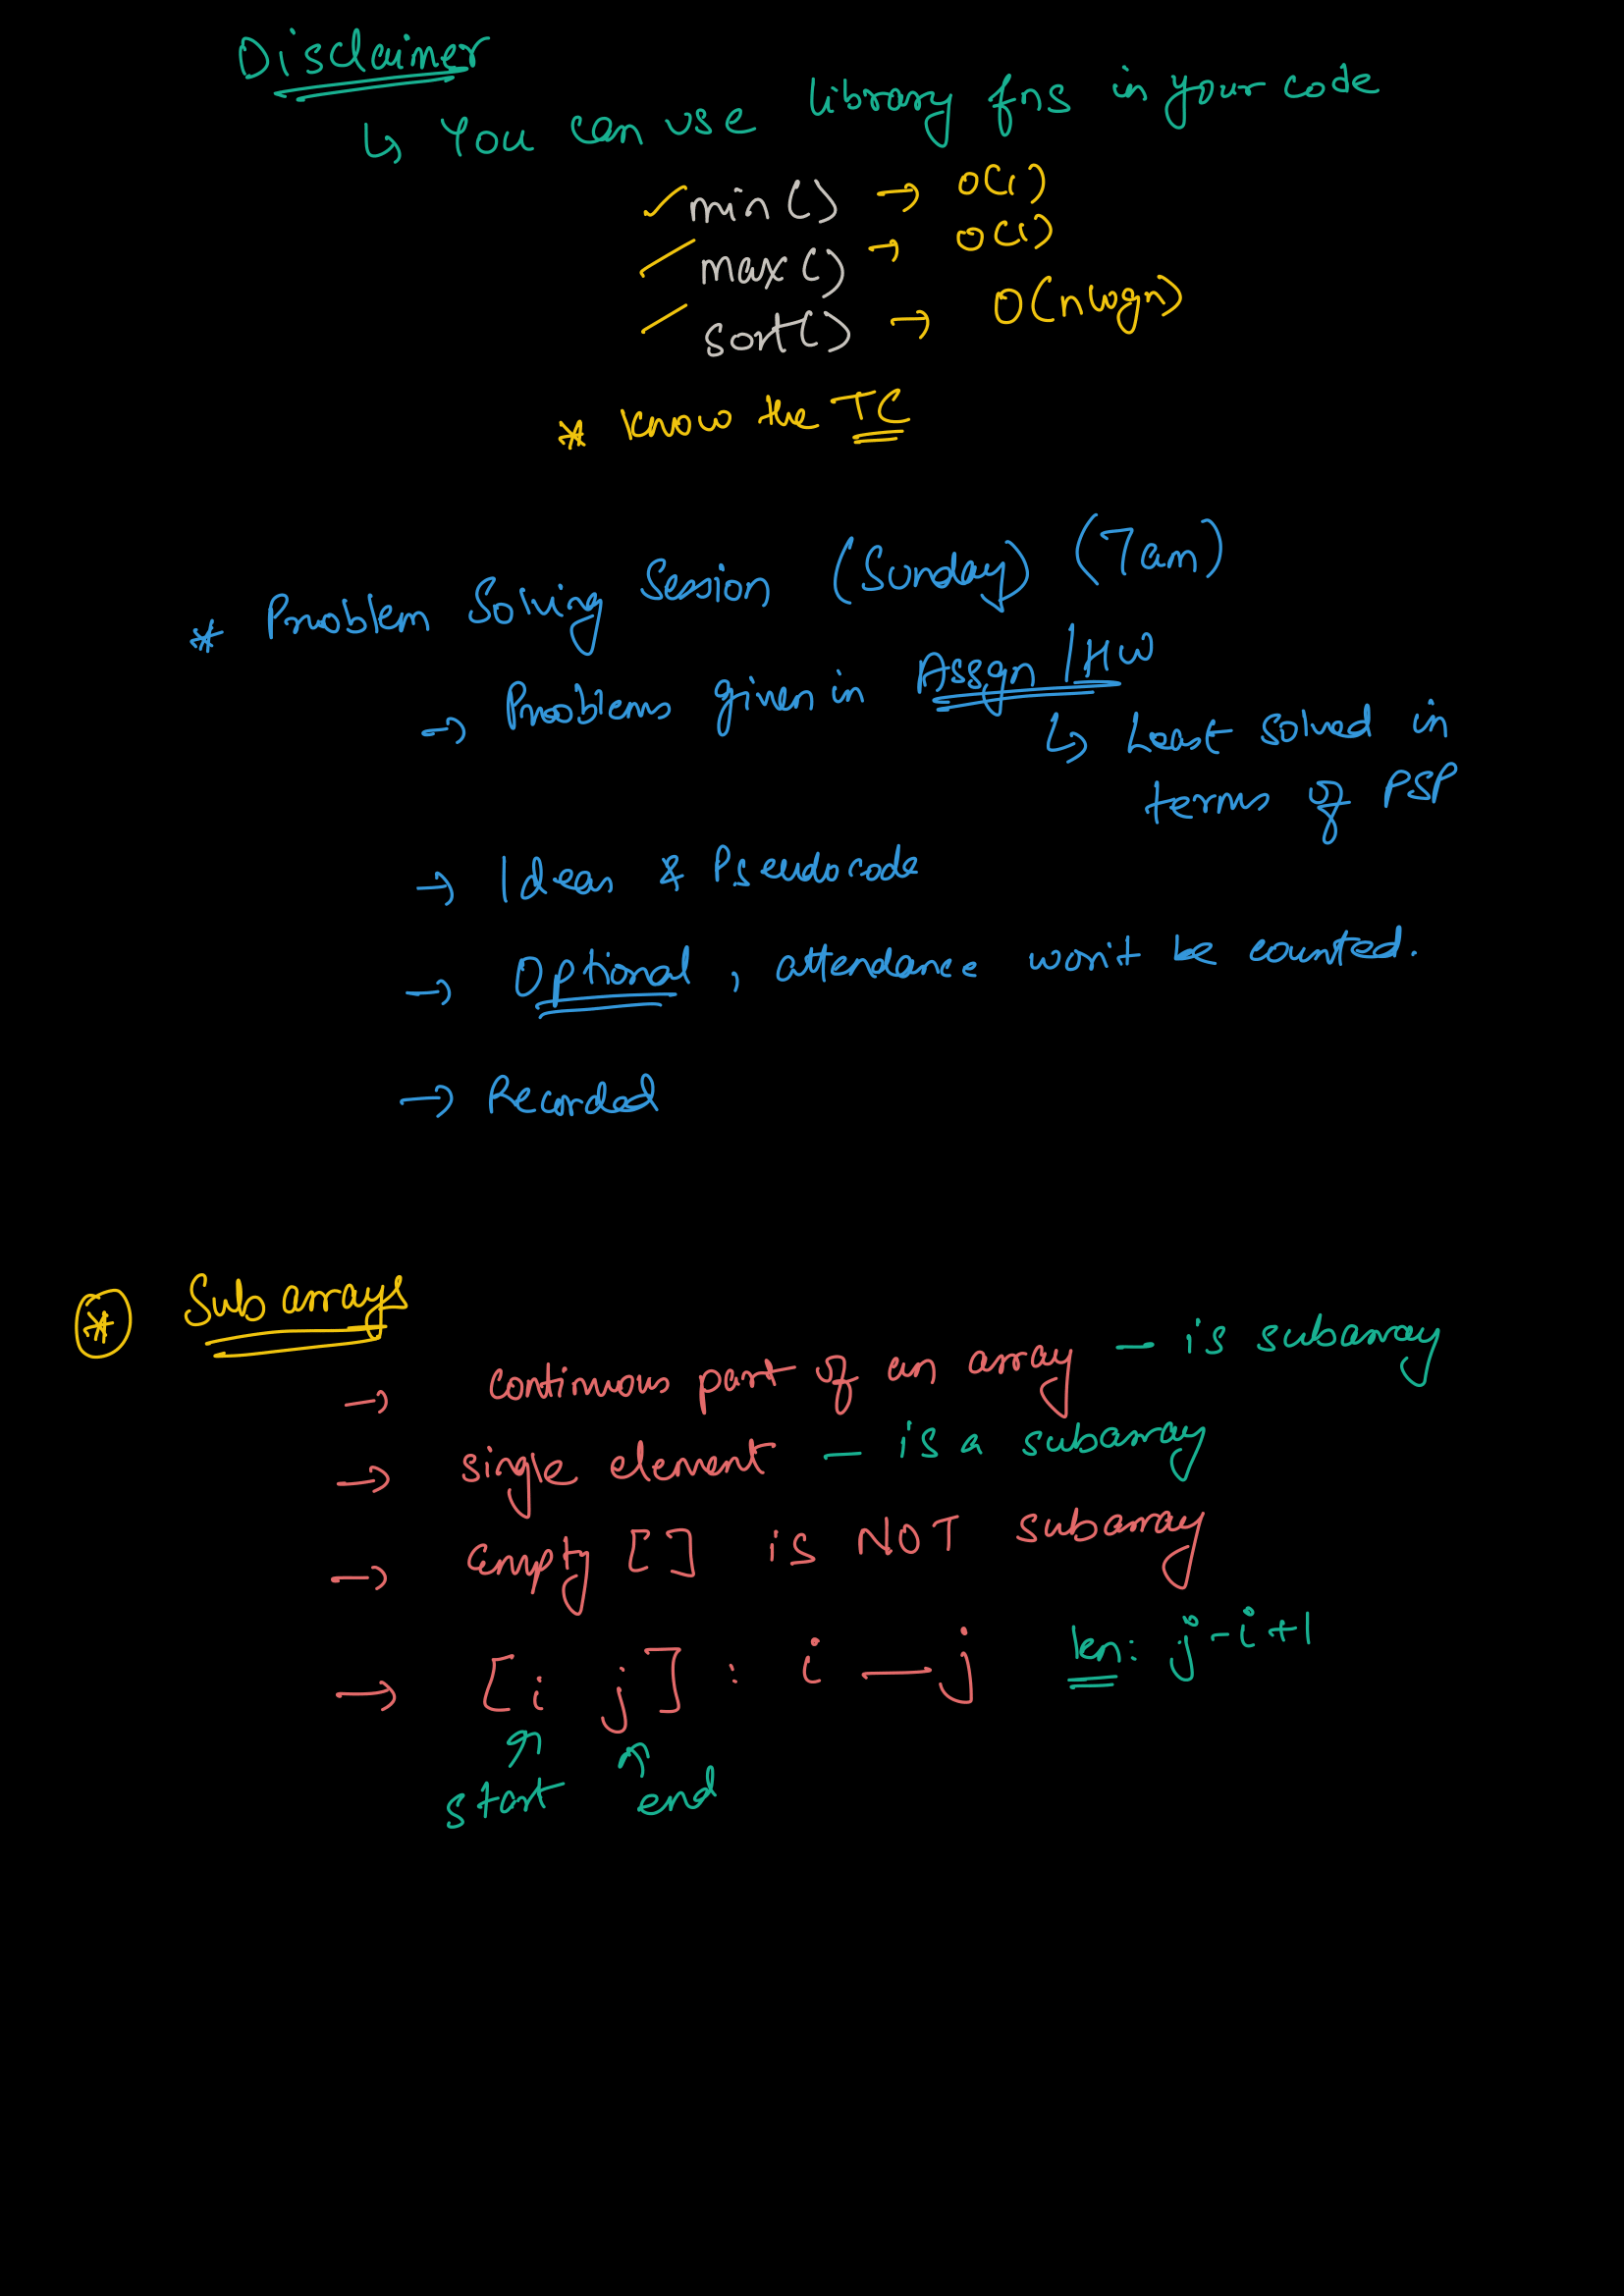 Disclaimer
↳ You can use library fns in your code
✓ min() → O(1)
✓ max() → O(1)
✓ sort() → O(nlogn)
* Know the TC
* Problem Solving Session (Sunday) (7am)
→ Problems given in Assgn / HW
↳ Least solved in
terms of PSP
→ Ideas & Pseudocode
→ Optional, attendance won't be counted.
→ Recorded
* Subarrays
→ continuous part of an array — is subarray
→ single element — is a subarray
→ empty [] is NOT subarray
→ [i j] : i — j len: j-i+1
start end